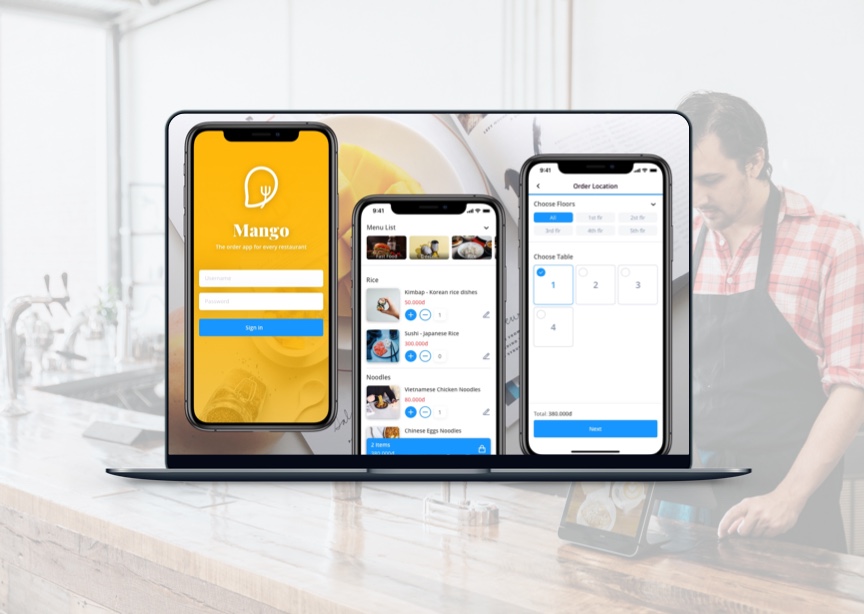 Mango
The order app for every restaurant
Username
Password
Sign In
9:41
Menu List
Fast Food
Rice
Kimbap - Korean rice dishes
50.000đ
1
Sushi - Japanese Rice
300.000đ
0
Noodles
Vietnamese Chicken Noodles
80.000đ
1
Chinese Eggs Noodles
2 items
9:41
Order Location
Choose Floors
All
1st flr
2st flr
3rd flr
4th flr
5th flr
Choose Table
1
2
3
4
Total: 380.000đ
Next